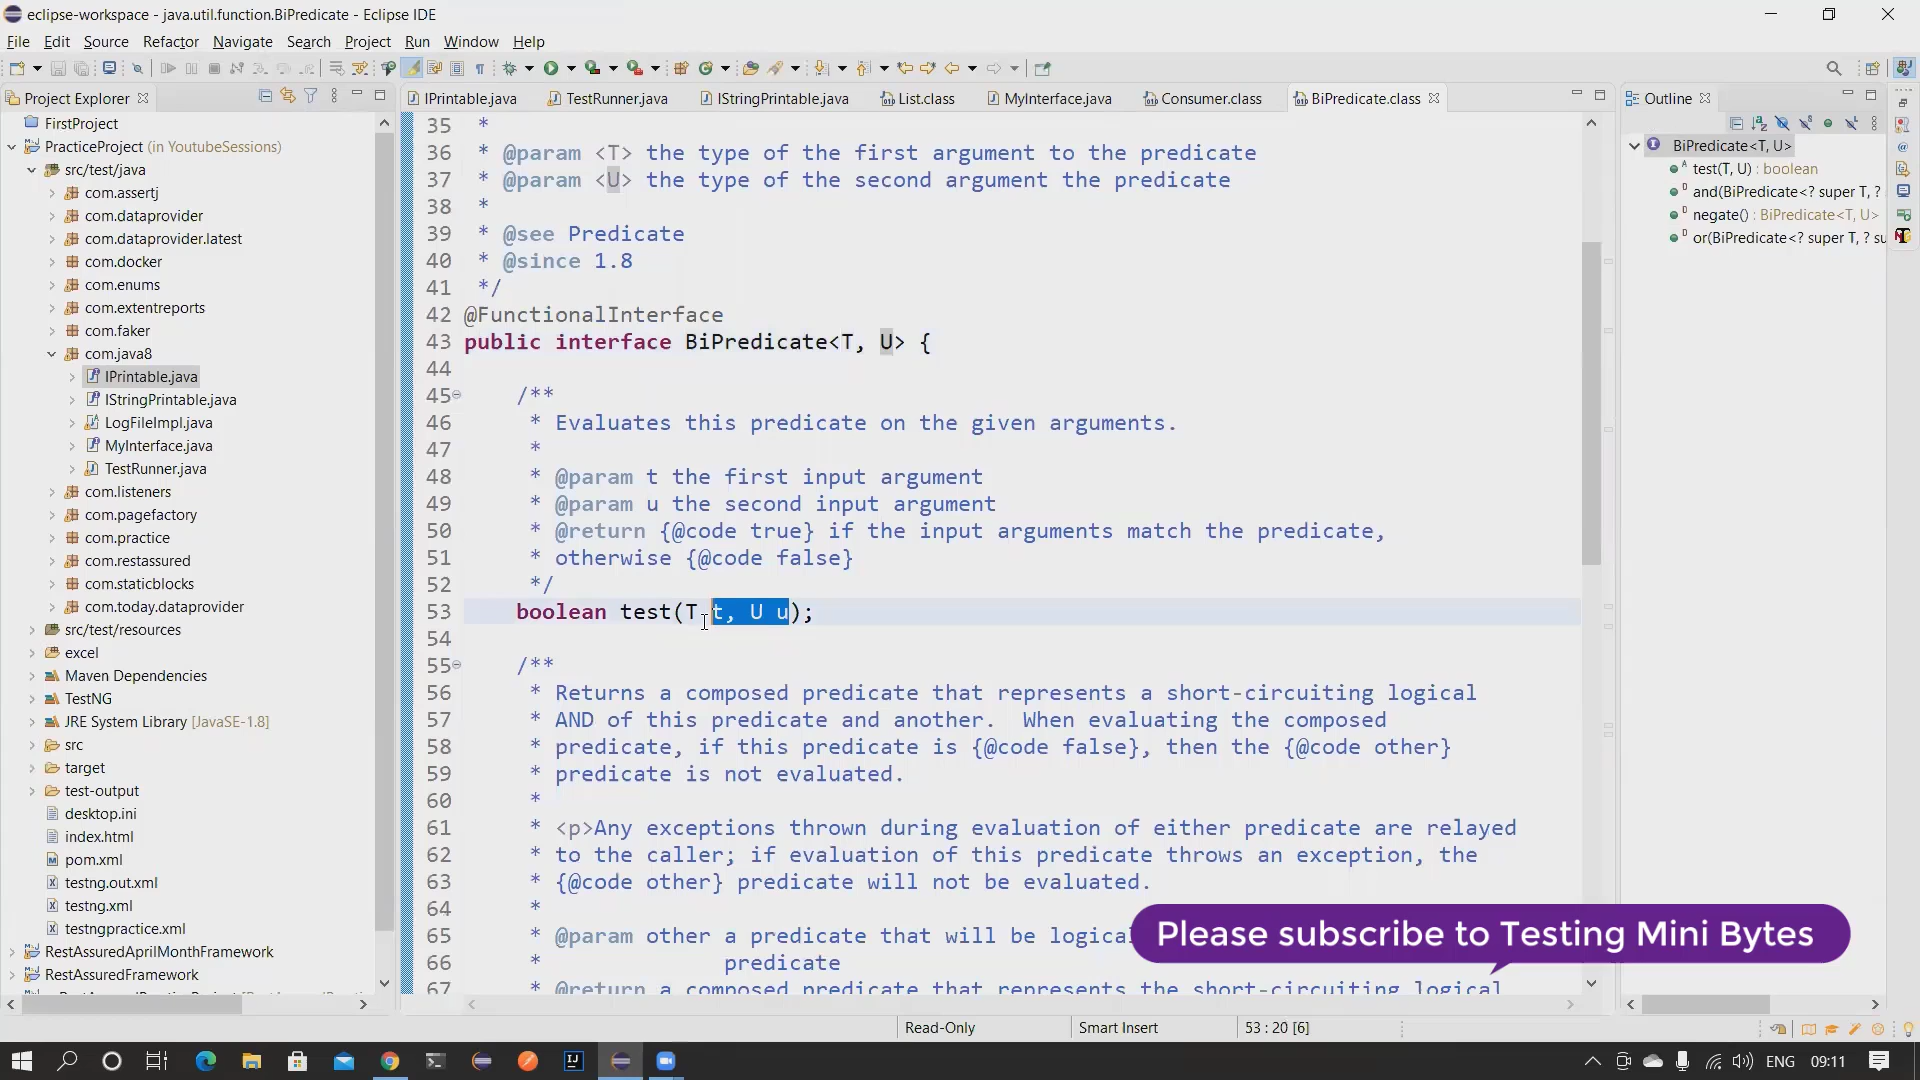 eclipse-workspace - java.util.function.BiPredicate - Eclipse IDE
File Edit Source Refactor Navigate Search Project Run Window Help
Project Explorer
IPrintable.java TestRunner.java IStringPrintable.java List.class MyInterface.java Consumer.class BiPredicate.class
Outline
FirstProject
PracticeProject (in YoutubeSessions)
src/test/java
com.assertj
com.dataprovider
com.dataprovider.latest
com.docker
com.enums
com.extentreports
com.faker
com.java8
IPrintable.java
IStringPrintable.java
LogFileImpl.java
MyInterface.java
TestRunner.java
com.listeners
com.pagefactory
com.practice
com.restassured
com.staticblocks
com.today.dataprovider
src/test/resources
excel
Maven Dependencies
TestNG
JRE System Library [JavaSE-1.8]
src
target
test-output
desktop.ini
index.html
pom.xml
testng.out.xml
testng.xml
testngpractice.xml
RestAssuredAprilMonthFramework
RestAssuredFramework
35 *
36 * @param <T> the type of the first argument to the predicate
37 * @param <U> the type of the second argument the predicate
38 *
39 * @see Predicate
40 * @since 1.8
41 */
42 @FunctionalInterface
43 public interface BiPredicate<T, U> {
44
45 /**
46 * Evaluates this predicate on the given arguments.
47 *
48 * @param t the first input argument
49 * @param u the second input argument
50 * @return {@code true} if the input arguments match the predicate,
51 * otherwise {@code false}
52 */
53 boolean test(T t, U u);
54
55 /**
56 * Returns a composed predicate that represents a short-circuiting logical
57 * AND of this predicate and another.  When evaluating the composed
58 * predicate, if this predicate is {@code false}, then the {@code other}
59 * predicate is not evaluated.
60 *
61 * <p>Any exceptions thrown during evaluation of either predicate are relayed
62 * to the caller; if evaluation of this predicate throws an exception, the
63 * {@code other} predicate will not be evaluated.
64 *
65 * @param other a predicate that will be logical
66 * predicate
67 * @return a composed predicate that represents the short-circuiting logical
BiPredicate<T, U>
test(T, U) : boolean
and(BiPredicate<? super T, ?
negate() : BiPredicate<T, U>
or(BiPredicate<? super T, ? su
Please subscribe to Testing Mini Bytes
Read-Only Smart Insert 53 : 20 [6]
ENG 09:11